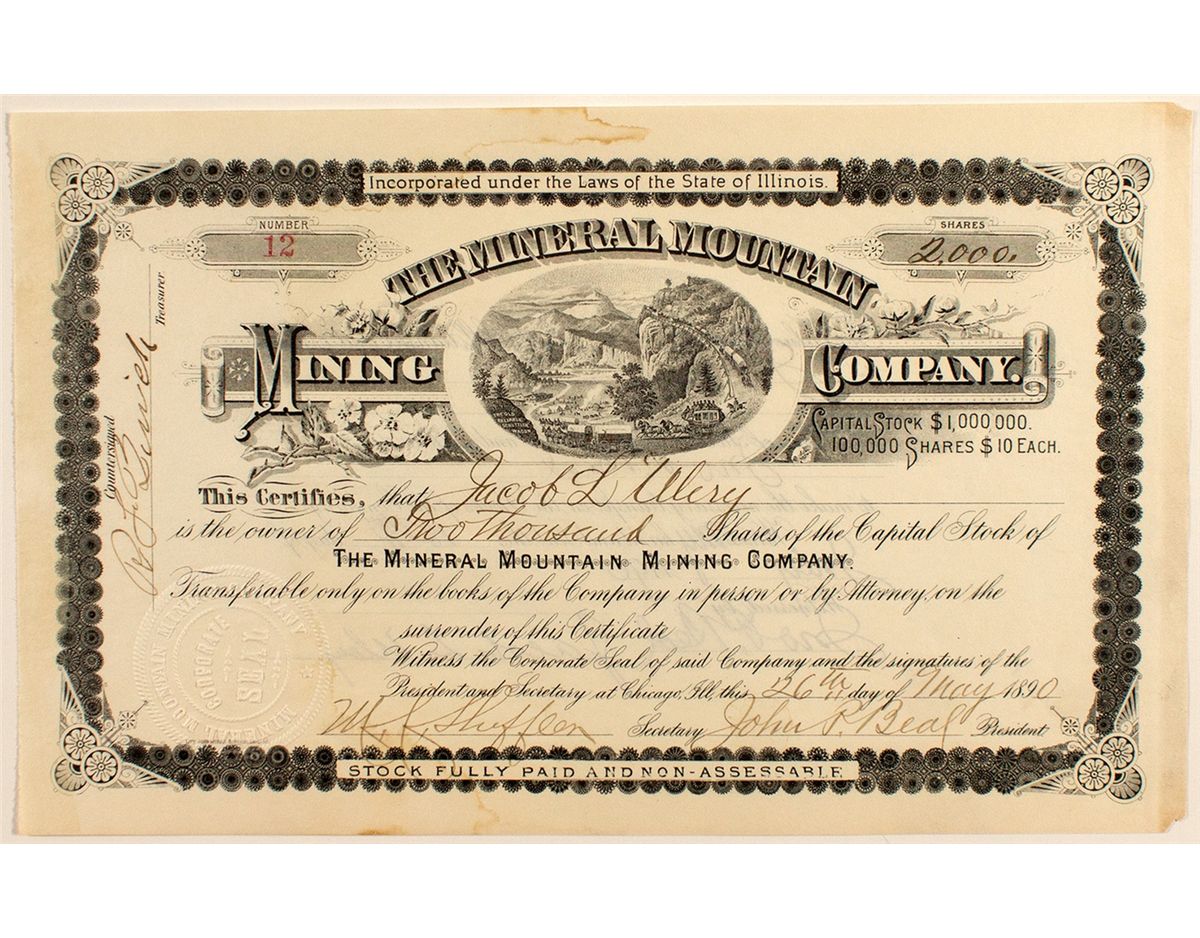 Incorporated under the Laws of the State of Illinois.
NUMBER
12
SHARES
2,000.
THE MINERAL MOUNTAIN
MINING COMPANY.
CAPITAL STOCK $1,000,000.
100,000 SHARES $10 EACH.
Treasurer
Countersigned
This Certifies, that Jacob L Ulery
is the owner of Two Thousand Shares of the Capital Stock of
THE MINERAL MOUNTAIN MINING COMPANY.
Transferable only on the books of the Company in person or by Attorney, on the
surrender of this Certificate
Witness the Corporate Seal of said Company and the signatures of the
President and Secretary at Chicago, Ill, this 26th day of May 1890
Secretary John P. Beal President
MINERAL MOUNTAIN MINING COMPANY
CORPORATE
SEAL
STOCK FULLY PAID AND NON-ASSESSABLE